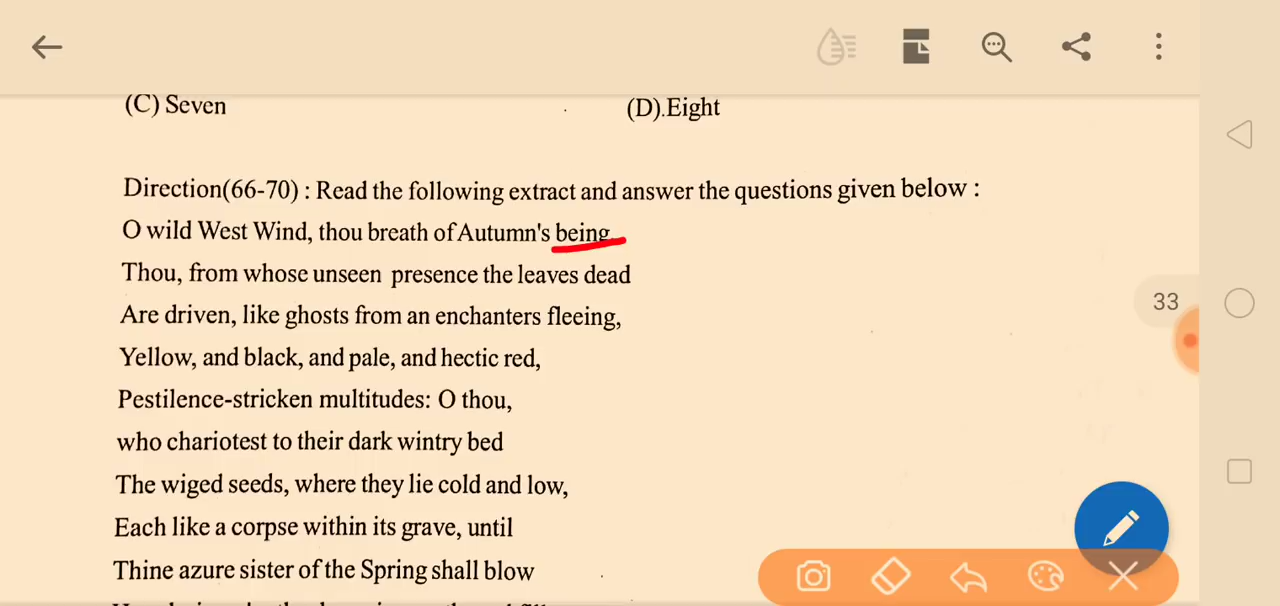 (C) Seven (D).Eight
33
Direction(66-70) : Read the following extract and answer the questions given below :
O wild West Wind, thou breath of Autumn's being.
Thou, from whose unseen presence the leaves dead
Are driven, like ghosts from an enchanters fleeing,
Yellow, and black, and pale, and hectic red,
Pestilence-stricken multitudes: O thou,
who chariotest to their dark wintry bed
The wiged seeds, where they lie cold and low,
Each like a corpse within its grave, until
Thine azure sister of the Spring shall blow